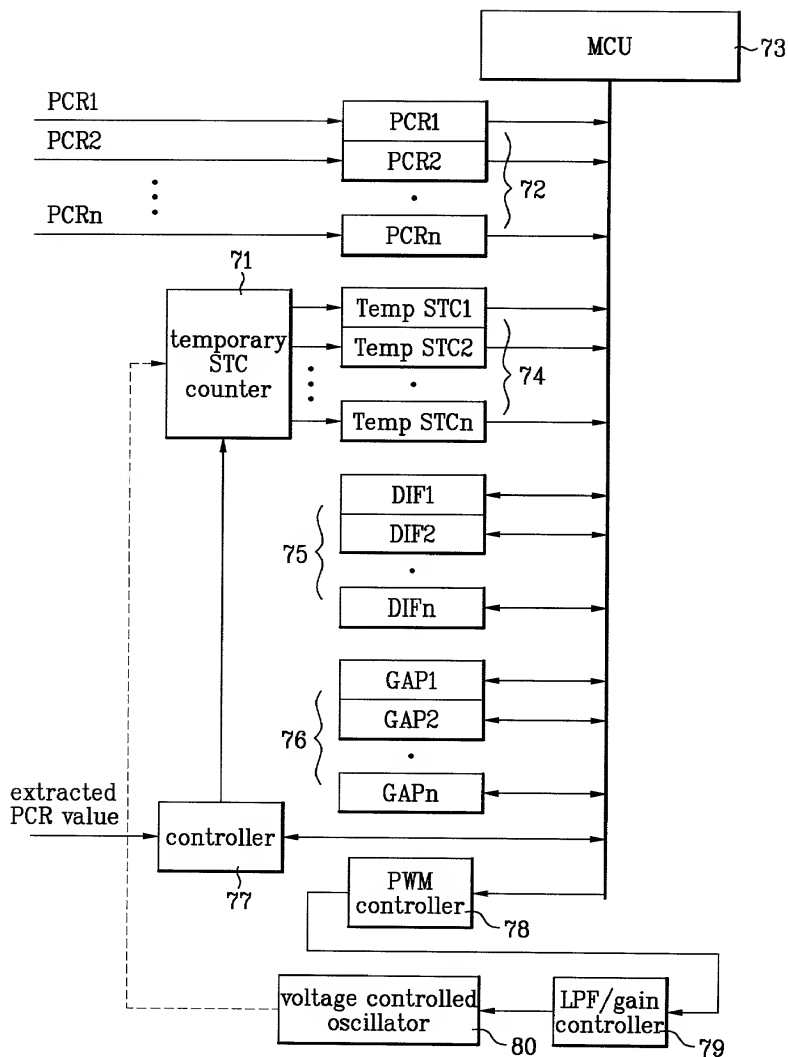 MCU
73
PCR1
PCR1
PCR2
PCR2
72
PCRn
PCRn
71
temporary
STC
counter
Temp STC1
Temp STC2
74
Temp STCn
DIF1
DIF2
75
DIFn
GAP1
GAP2
76
GAPn
extracted
PCR value
controller
77
PWM
controller
78
voltage controlled
oscillator
80
LPF/gain
controller
79